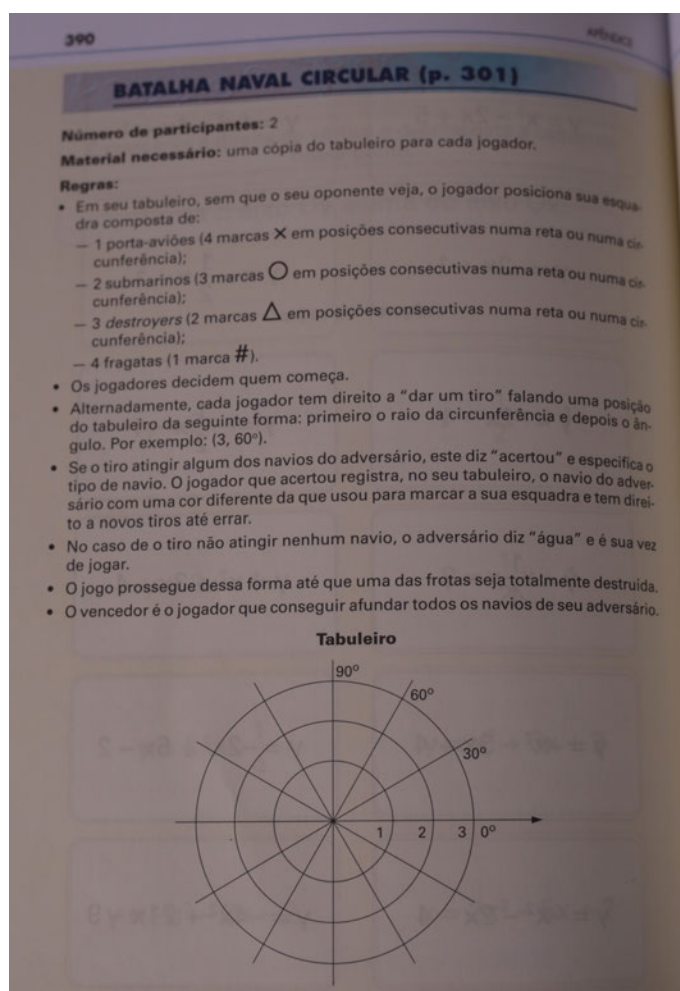 390
APÊNDICE
BATALHA NAVAL CIRCULAR (p. 301)
Número de participantes: 2
Material necessário: uma cópia do tabuleiro para cada jogador.
Regras:
• Em seu tabuleiro, sem que o seu oponente veja, o jogador posiciona sua esqua-
dra composta de:
— 1 porta-aviões (4 marcas × em posições consecutivas numa reta ou numa cir-
cunferência);
— 2 submarinos (3 marcas ○ em posições consecutivas numa reta ou numa cir-
cunferência);
— 3 destroyers (2 marcas △ em posições consecutivas numa reta ou numa cir-
cunferência);
— 4 fragatas (1 marca #).
• Os jogadores decidem quem começa.
• Alternadamente, cada jogador tem direito a “dar um tiro” falando uma posição
do tabuleiro da seguinte forma: primeiro o raio da circunferência e depois o ân-
gulo. Por exemplo: (3, 60º).
• Se o tiro atingir algum dos navios do adversário, este diz “acertou” e especifica o
tipo de navio. O jogador que acertou registra, no seu tabuleiro, o navio do adver-
sário com uma cor diferente da que usou para marcar a sua esquadra e tem direi-
to a novos tiros até errar.
• No caso de o tiro não atingir nenhum navio, o adversário diz “água” e é sua vez
de jogar.
• O jogo prossegue dessa forma até que uma das frotas seja totalmente destruída.
• O vencedor é o jogador que conseguir afundar todos os navios de seu adversário.
Tabuleiro
90º
60º
30º
1 2 3 0º